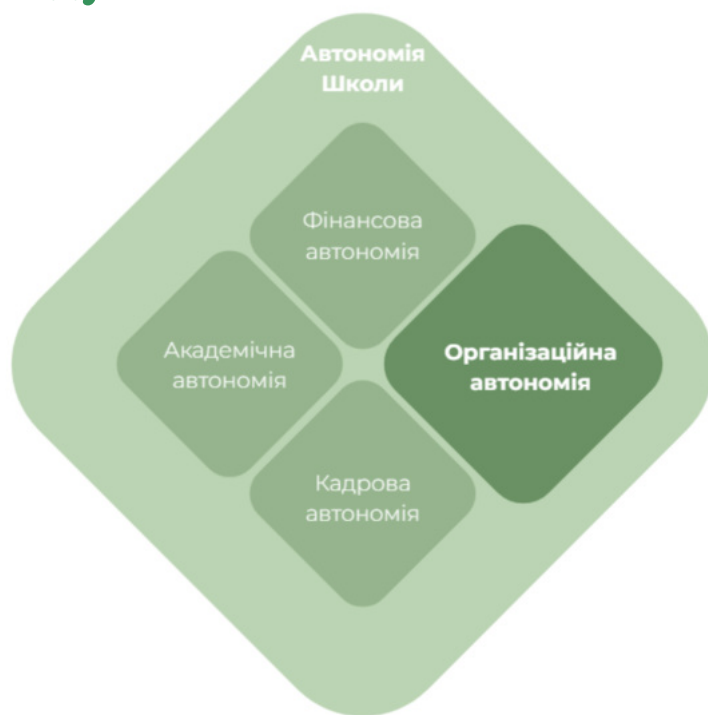 Автономія
Школи
Фінансова
автономія
Академічна
автономія
Організаційна
автономія
Кадрова
автономія